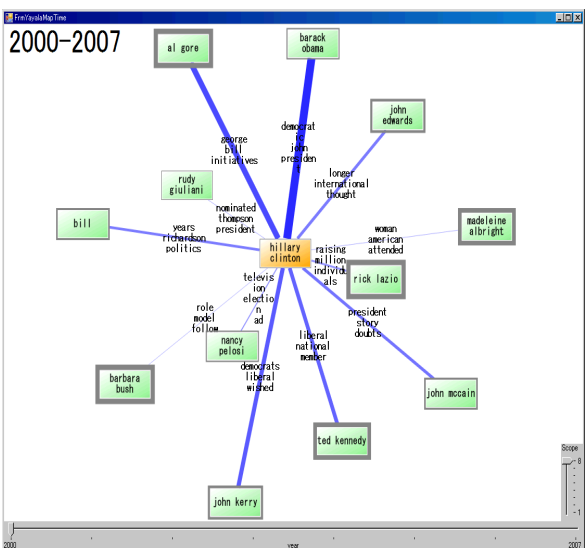 FrmYayolaMapTime
2000-2007
al gore
barack
obama
john
edwards
george
bill
initiatives
democrat
ic
john
presiden
t
longer
international
thought
rudy
giuliani
nominated
thompson
president
bill
years
richardson
politics
hillary
clinton
woman
american
attended
madeleine
albright
raising
million
individu
als
rick lazio
televis
ion
electio
n
ad
role
model
follow
nancy
pelosi
president
story
doubts
liberal
national
member
democrats
liberal
wished
barbara
bush
john mccain
ted kennedy
john kerry
Scope
8
1
2000
year
2007